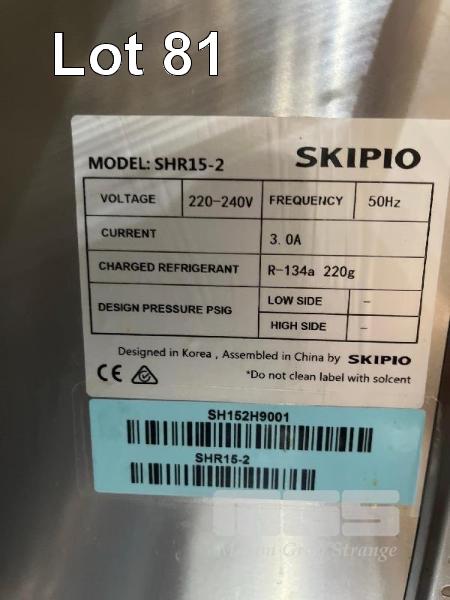 Lot 81
MODEL: SHR15-2 SKIPIO
VOLTAGE 220-240V FREQUENCY 50Hz
CURRENT 3.0A
CHARGED REFRIGERANT R-134a 220g
DESIGN PRESSURE PSIG LOW SIDE –
HIGH SIDE –
Designed in Korea , Assembled in China by SKIPIO
CE *Do not clean label with solcent
SH152H9001
SHR15-2
Strange